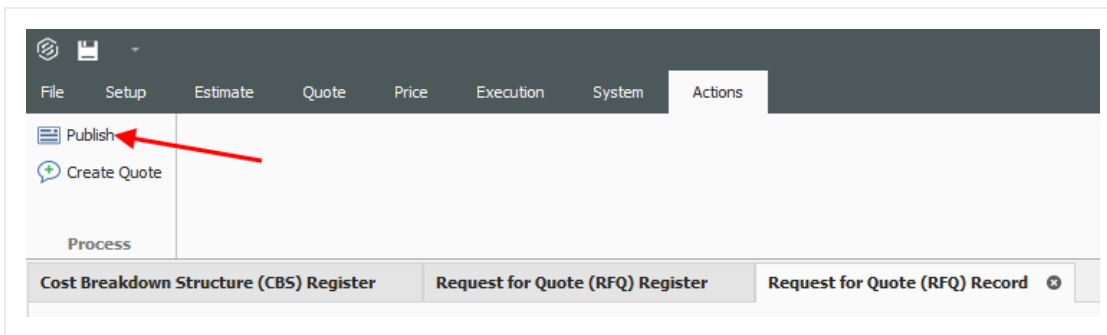 File Setup Estimate Quote Price Execution System Actions
Publish
Create Quote
Process
Cost Breakdown Structure (CBS) Register Request for Quote (RFQ) Register Request for Quote (RFQ) Record